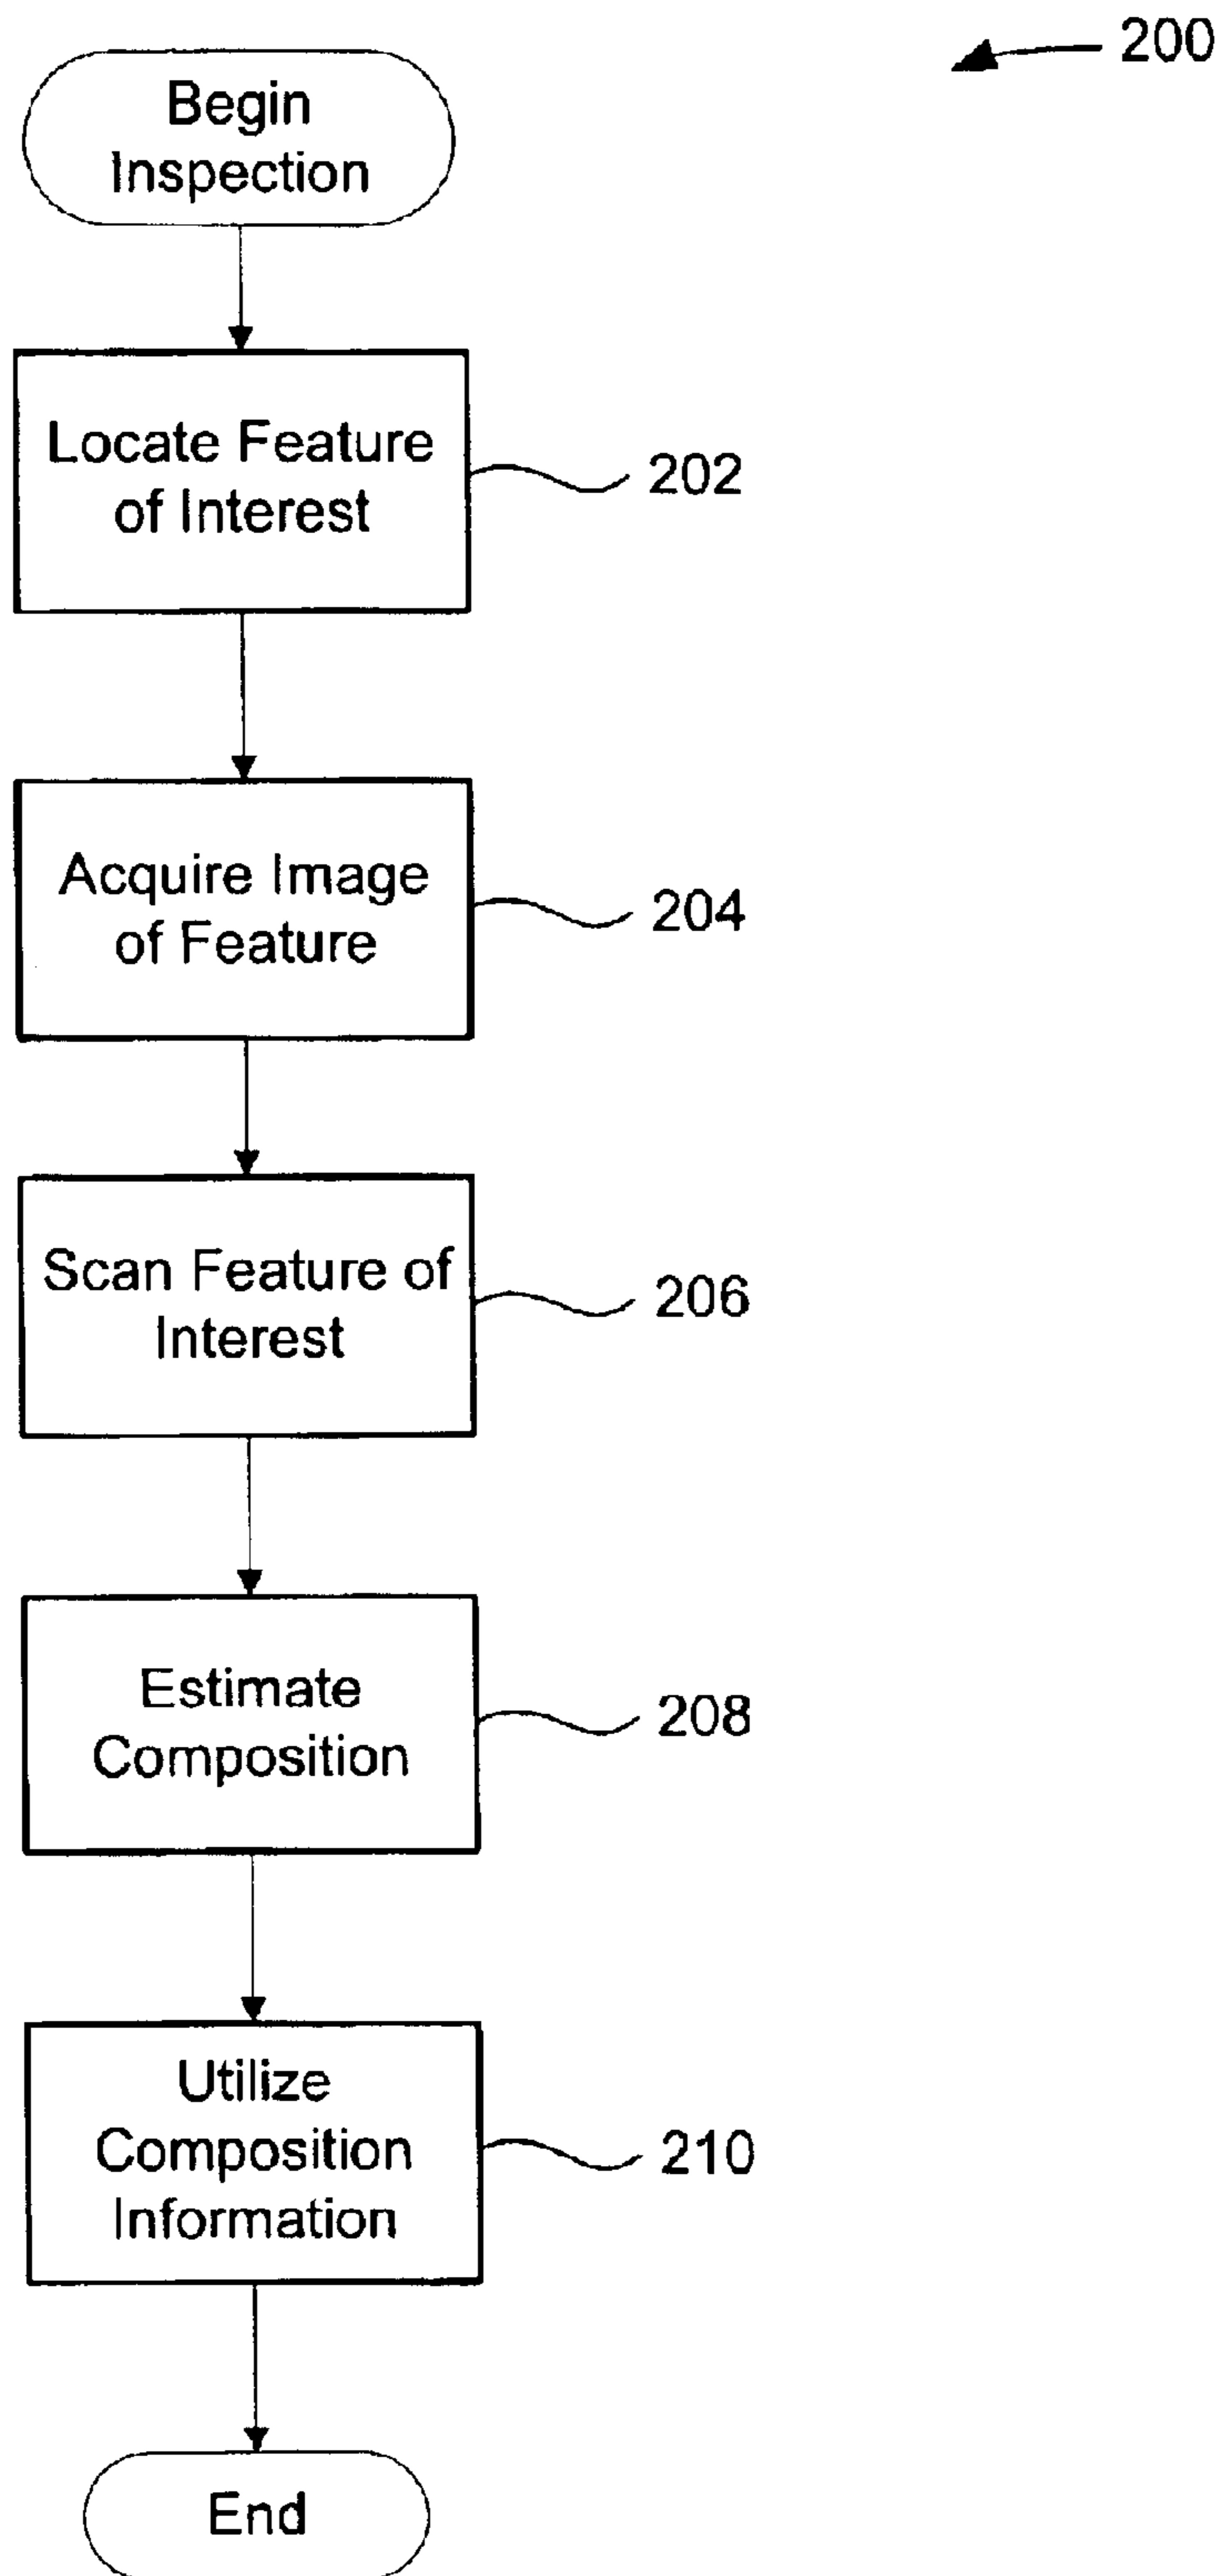 200
Begin
Inspection
Locate Feature
of Interest
202
Acquire Image
of Feature
204
Scan Feature of
Interest
206
Estimate
Composition
208
Utilize
Composition
Information
210
End